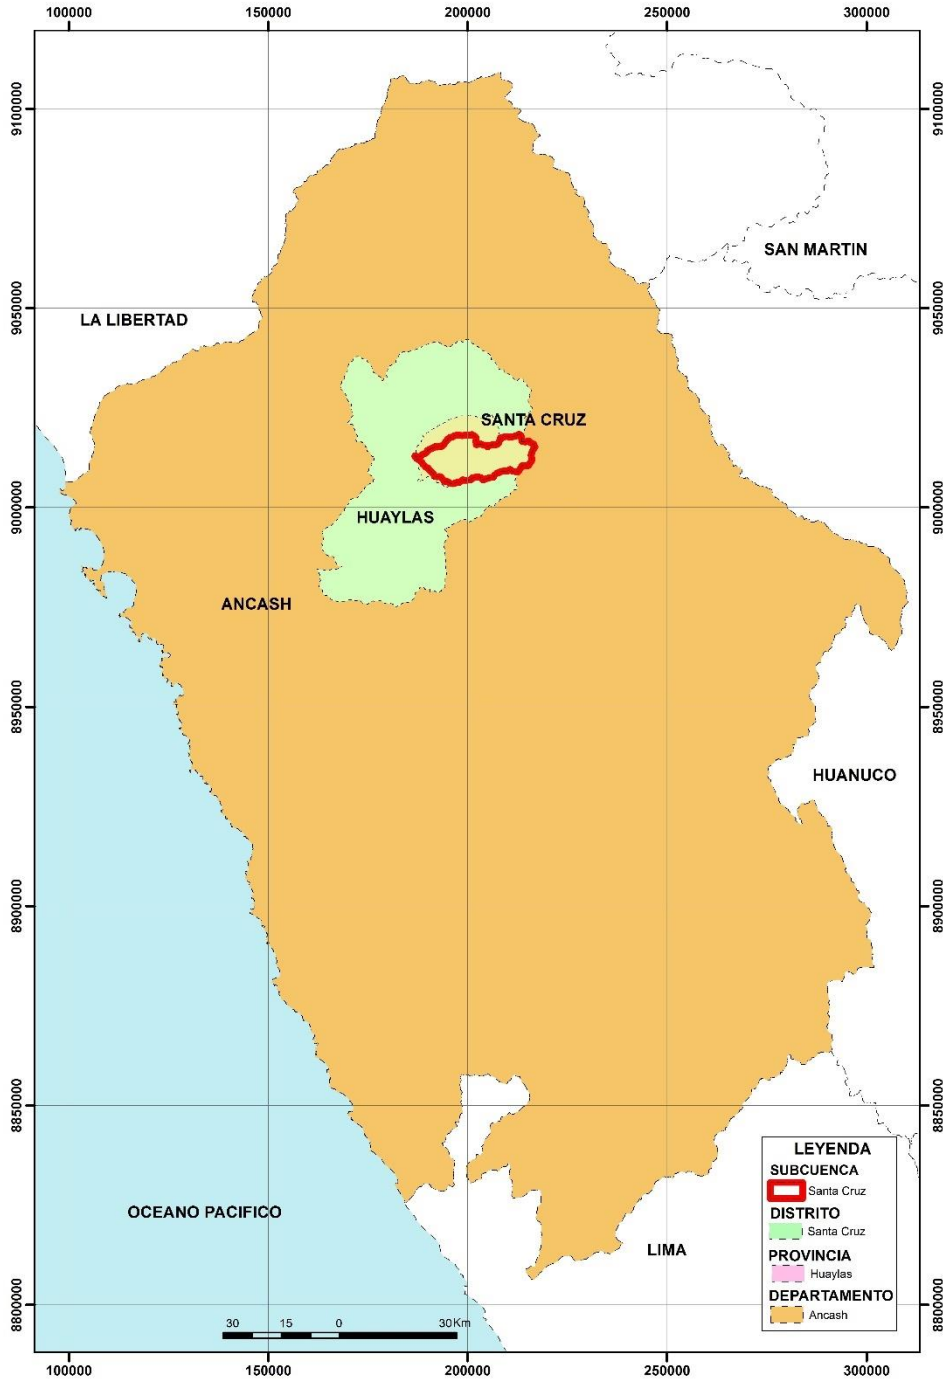 100000 150000 200000 250000 300000
9100000 9100000
SAN MARTIN
9050000 9050000
LA LIBERTAD
SANTA CRUZ
9000000 9000000
HUAYLAS
ANCASH
8950000 8950000
HUANUCO
8900000 8900000
8850000 8850000
LEYENDA
SUBCUENCA
Santa Cruz
DISTRITO
Santa Cruz
PROVINCIA
Huaylas
DEPARTAMENTO
Ancash
OCEANO PACIFICO
LIMA
8800000 8800000
30 15 0 30 Km
100000 150000 200000 250000 300000